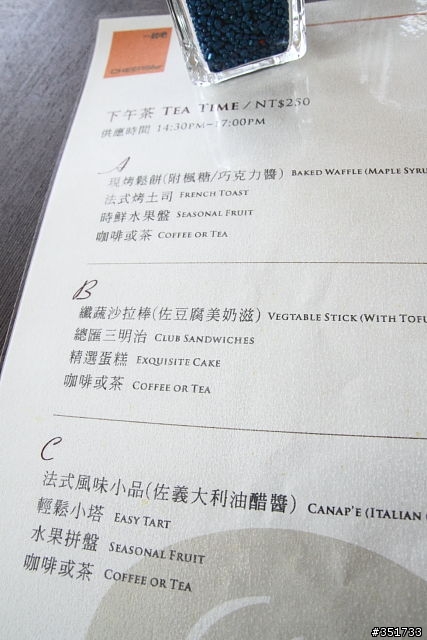 CHEERS
下午茶 TEA TIME / NT$250
供應時間 14:30PM~17:00PM
A
現烤鬆餅(附楓糖/巧克力醬) BAKED WAFFLE (MAPLE SYRU
法式烤土司 FRENCH TOAST
時鮮水果盤 SEASONAL FRUIT
咖啡或茶 COFFEE OR TEA
B
纖蔬沙拉棒(佐豆腐美奶滋) VEGTABLE STICK (WITH TOFU
總匯三明治 CLUB SANDWICHES
精選蛋糕 EXQUISITE CAKE
咖啡或茶 COFFEE OR TEA
C
法式風味小品(佐義大利油醋醬) CANAP'E (ITALIAN
輕鬆小塔 EASY TART
水果拼盤 SEASONAL FRUIT
咖啡或茶 COFFEE OR TEA
#351733